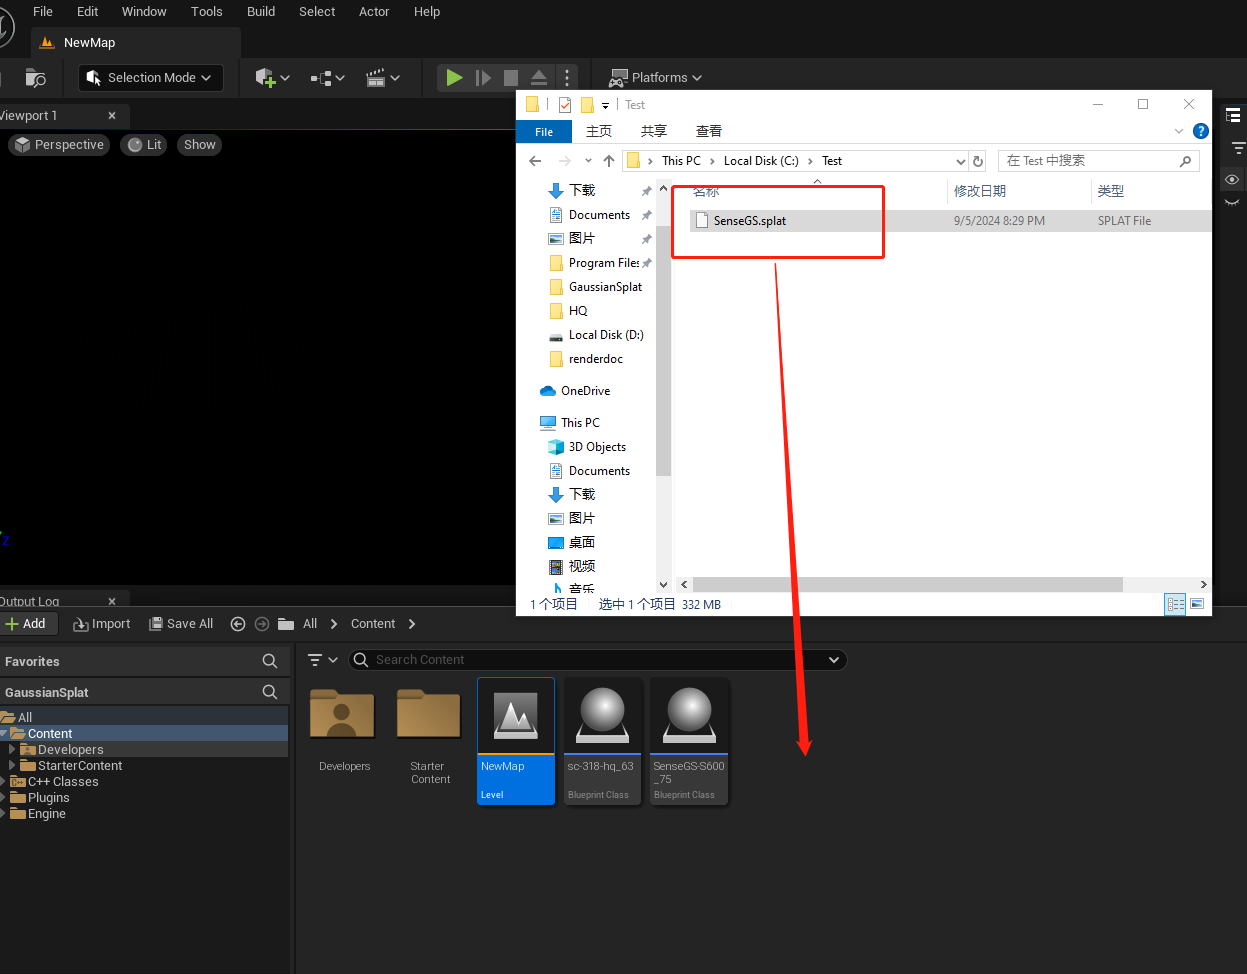 File Edit Window Tools Build Select Actor Help
NewMap
Selection Mode
Platforms
Viewport 1
Perspective Lit Show
Test
File 主页 共享 查看
This PC Local Disk (C:) Test
在 Test 中搜索
名称 修改日期 类型
SenseGS.splat 9/5/2024 8:29 PM SPLAT File
下载
Documents
图片
Program Files
GaussianSplat
HQ
Local Disk (D:)
renderdoc
OneDrive
This PC
3D Objects
Documents
下载
图片
桌面
视频
音乐
1 个项目 选中 1 个项目 332 MB
Z
Output Log
Add Import Save All All Content
Favorites
Search Content
GaussianSplat
All
Content
Developers
StarterContent
C++ Classes
Plugins
Engine
Developers
Starter
Content
NewMap
Level
sc-318-hq_63
Blueprint Class
SenseGS-S600
_75
Blueprint Class